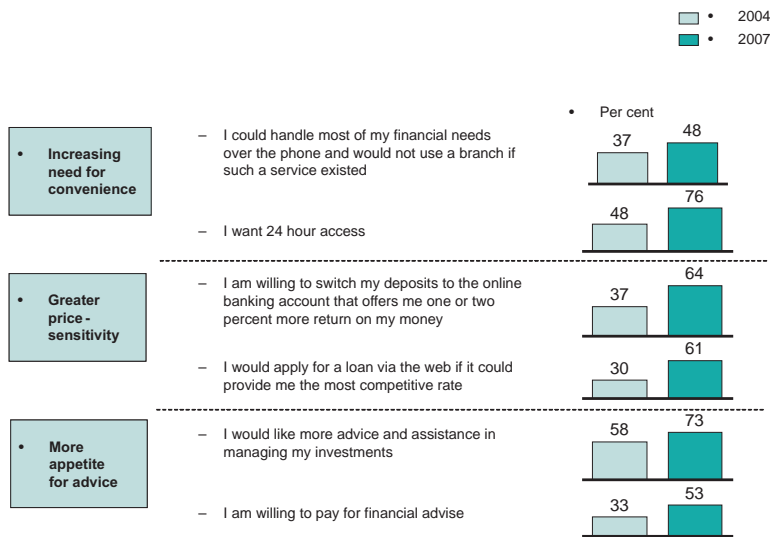 • 2004
• 2007
• Per cent
• Increasing
need for
convenience
– I could handle most of my financial needs
over the phone and would not use a branch if
such a service existed
37 48
– I want 24 hour access
48 76
• Greater
price -
sensitivity
– I am willing to switch my deposits to the online
banking account that offers me one or two
percent more return on my money
37 64
– I would apply for a loan via the web if it could
provide me the most competitive rate
30 61
• More
appetite
for advice
– I would like more advice and assistance in
managing my investments
58 73
– I am willing to pay for financial advise
33 53